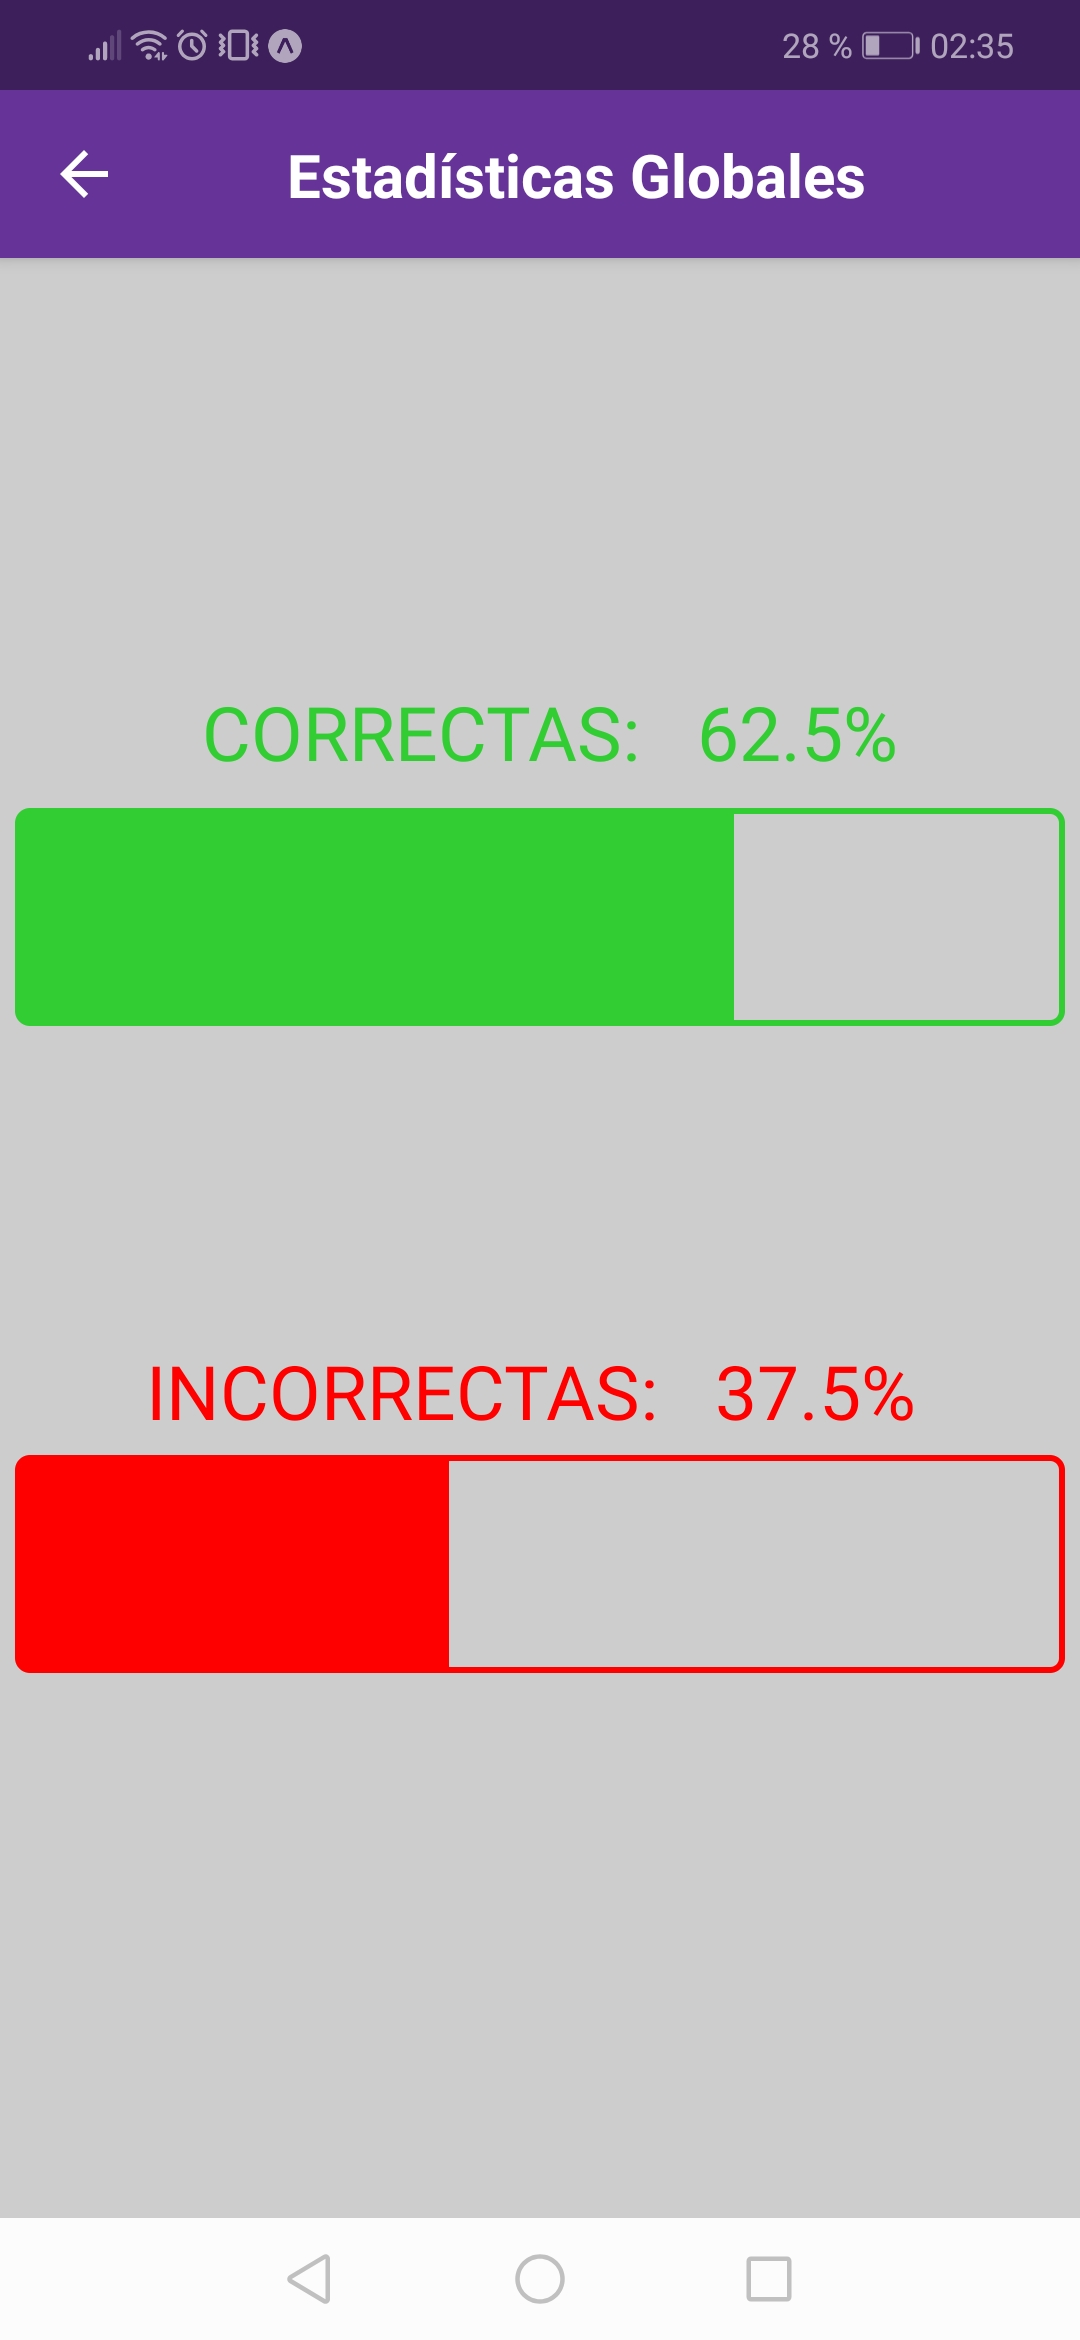 28 % 02:35
Estadísticas Globales
CORRECTAS: 62.5%
INCORRECTAS: 37.5%